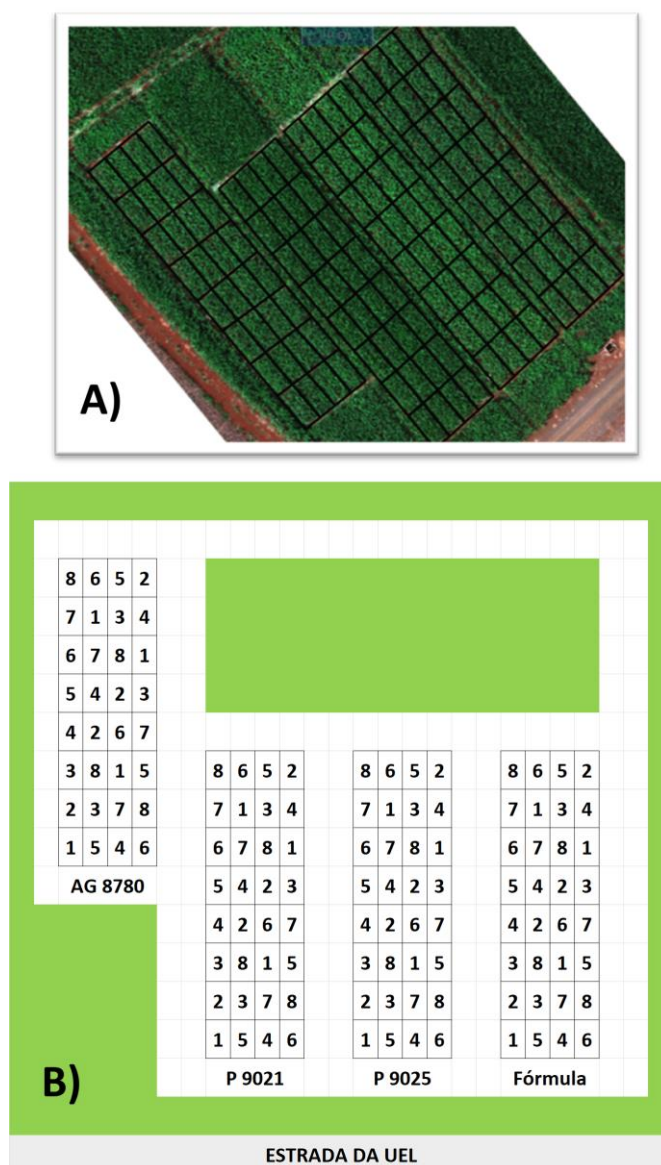 A)
8 6 5 2
7 1 3 4
6 7 8 1
5 4 2 3
4 2 6 7
3 8 1 5 8 6 5 2 8 6 5 2 8 6 5 2
2 3 7 8 7 1 3 4 7 1 3 4 7 1 3 4
1 5 4 6 6 7 8 1 6 7 8 1 6 7 8 1
AG 8780 5 4 2 3 5 4 2 3 5 4 2 3
4 2 6 7 4 2 6 7 4 2 6 7
3 8 1 5 3 8 1 5 3 8 1 5
2 3 7 8 2 3 7 8 2 3 7 8
1 5 4 6 1 5 4 6 1 5 4 6
B) P 9021 P 9025 Fórmula
ESTRADA DA UEL